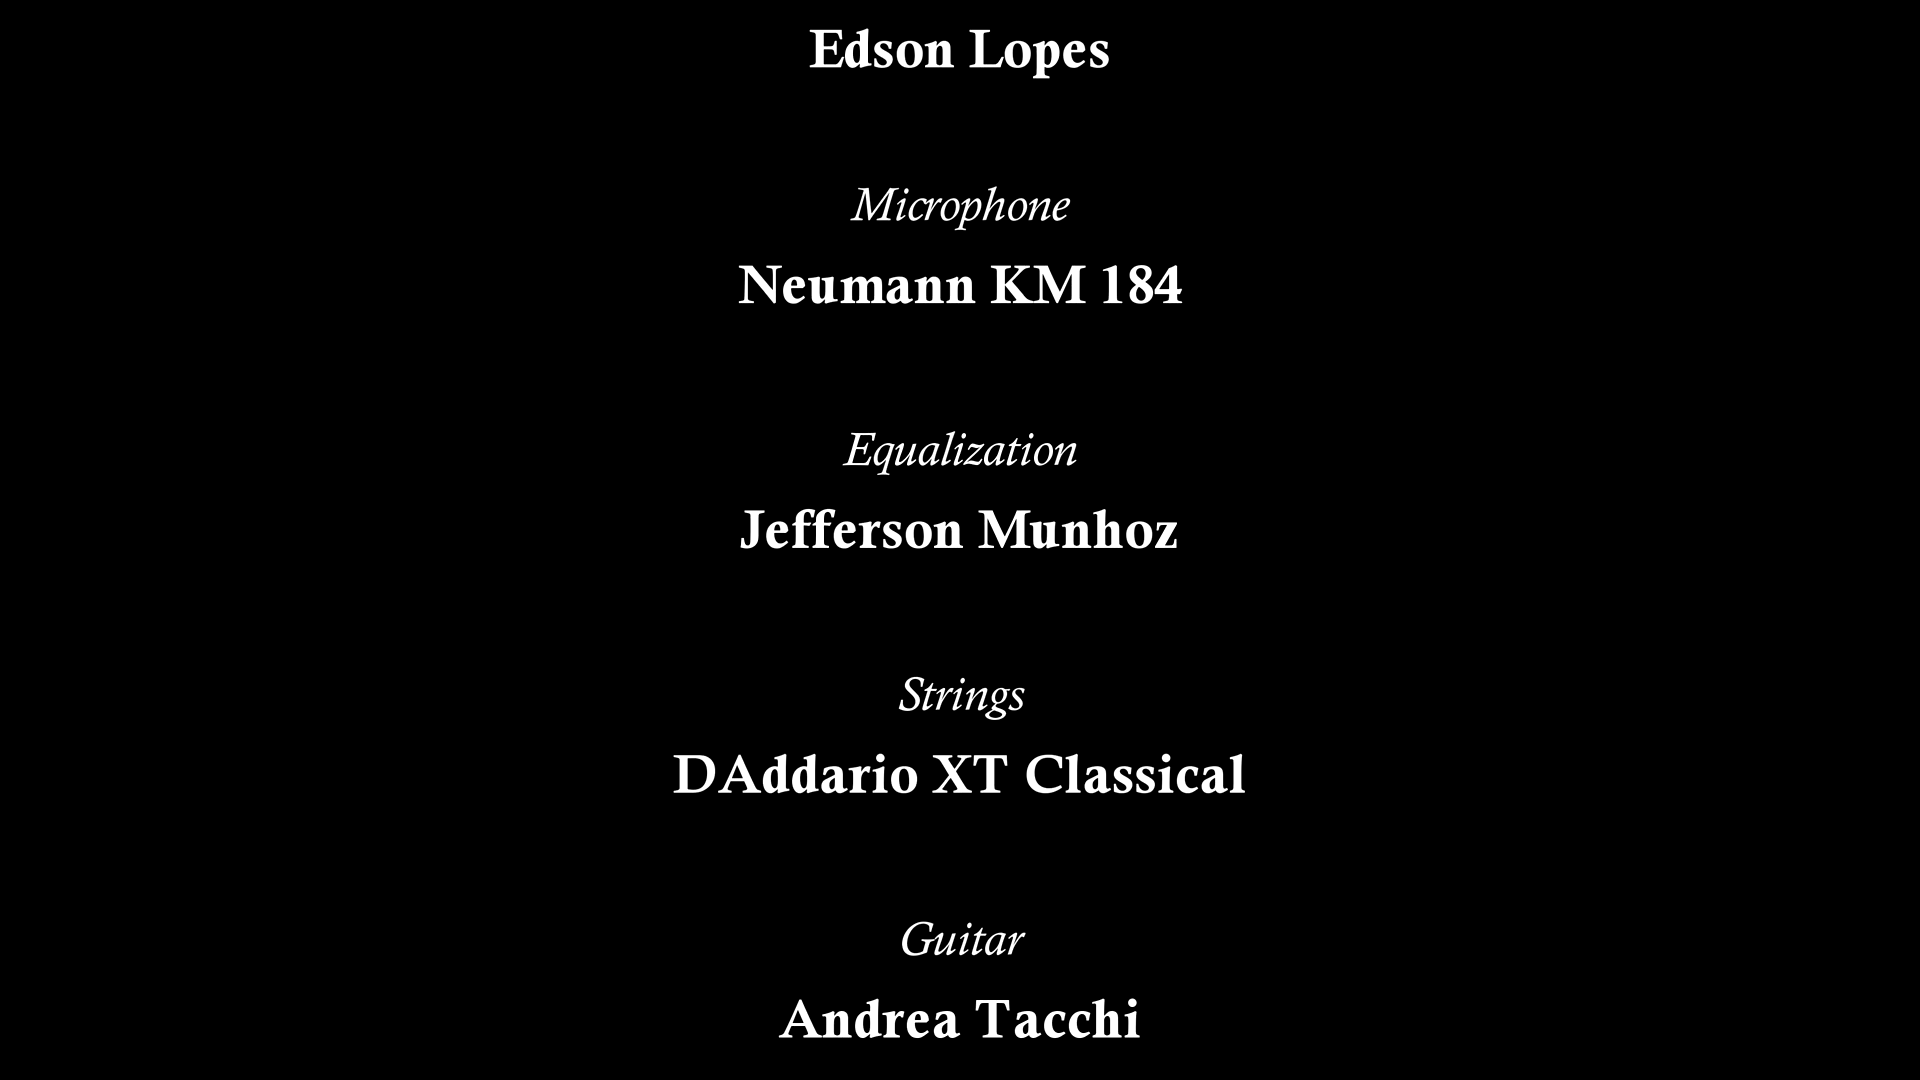 Edson Lopes
Microphone
Neumann KM 184
Equalization
Jefferson Munhoz
Strings
DAddario XT Classical
Guitar
Andrea Tacchi